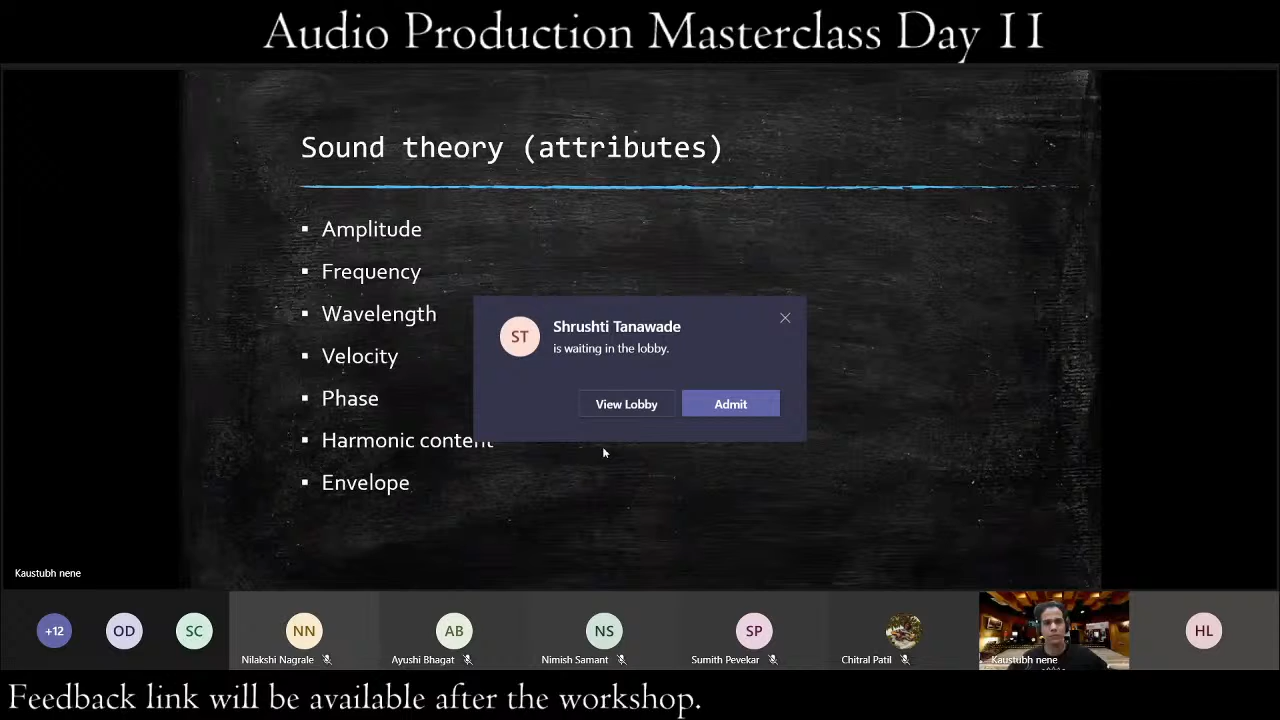 Audio Production Masterclass Day 11
Sound theory (attributes)
▪ Amplitude
▪ Frequency
▪ Wavelength
▪ Velocity
▪ Phase
▪ Harmonic content
▪ Envelope
ST
Shrushti Tanawade
is waiting in the lobby.
View Lobby
Admit
Kaustubh nene
+12
OD
SC
NN
Nilakshi Nagrale
AB
Ayushi Bhagat
NS
Nimish Samant
SP
Sumith Pevekar
Chitral Patil
Kaustubh nene
HL
Feedback link will be available after the workshop.